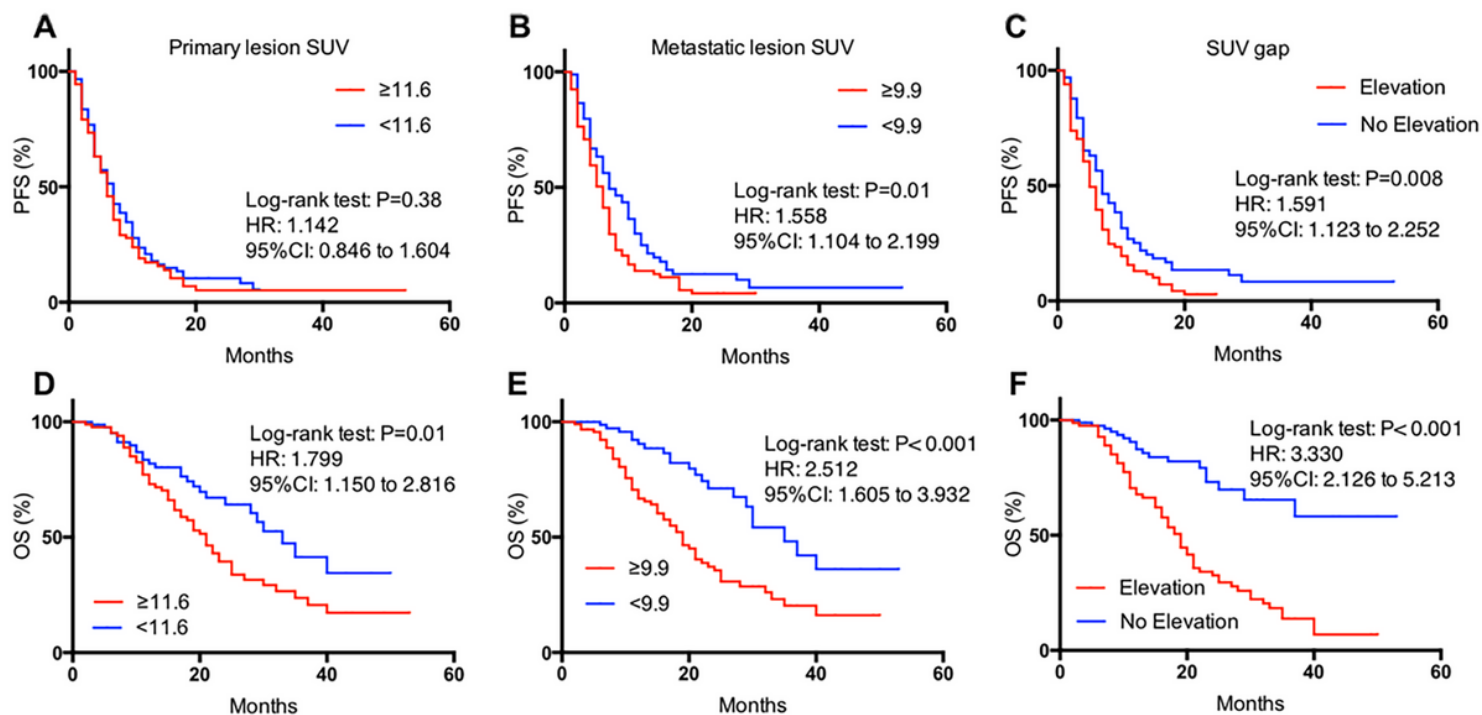 A
Primary lesion SUV
100
50
0
PFS (%)
≥11.6
<11.6
Log-rank test: P=0.38
HR: 1.142
95%CI: 0.846 to 1.604
0 20 40 60
Months
B
Metastatic lesion SUV
100
50
0
PFS (%)
≥9.9
<9.9
Log-rank test: P=0.01
HR: 1.558
95%CI: 1.104 to 2.199
0 20 40 60
Months
C
SUV gap
100
50
0
PFS (%)
Elevation
No Elevation
Log-rank test: P=0.008
HR: 1.591
95%CI: 1.123 to 2.252
0 20 40 60
Months
D
100
50
0
OS (%)
Log-rank test: P=0.01
HR: 1.799
95%CI: 1.150 to 2.816
≥11.6
<11.6
0 20 40 60
Months
E
100
50
0
OS (%)
Log-rank test: P< 0.001
HR: 2.512
95%CI: 1.605 to 3.932
≥9.9
<9.9
0 20 40 60
Months
F
100
50
0
OS (%)
Log-rank test: P< 0.001
HR: 3.330
95%CI: 2.126 to 5.213
Elevation
No Elevation
0 20 40 60
Months